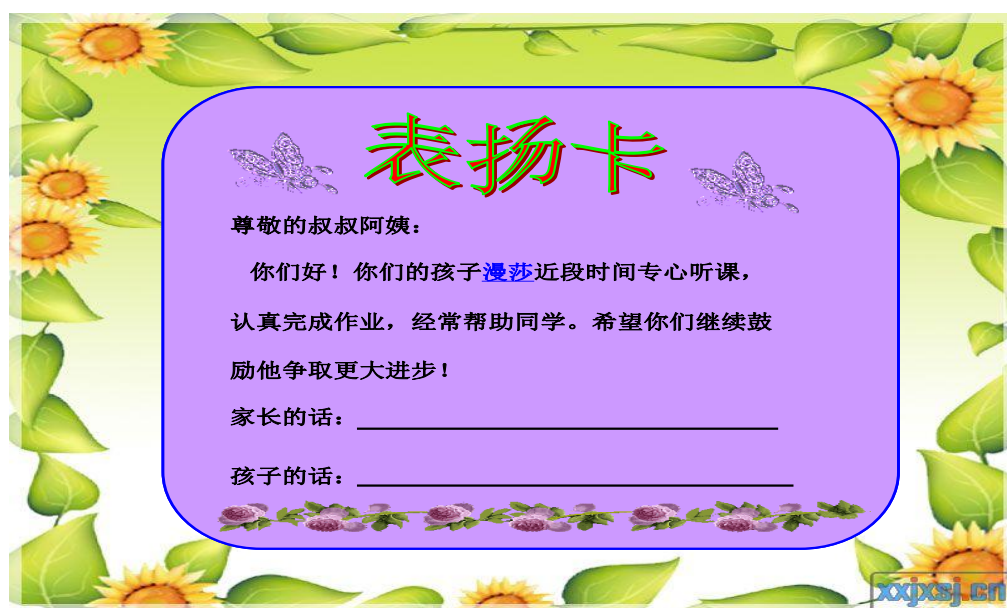 表扬卡
尊敬的叔叔阿姨：
你们好！你们的孩子漫莎近段时间专心听课，
认真完成作业，经常帮助同学。希望你们继续鼓
励他争取更大进步！
家长的话：
孩子的话：
xxjxsj.cn